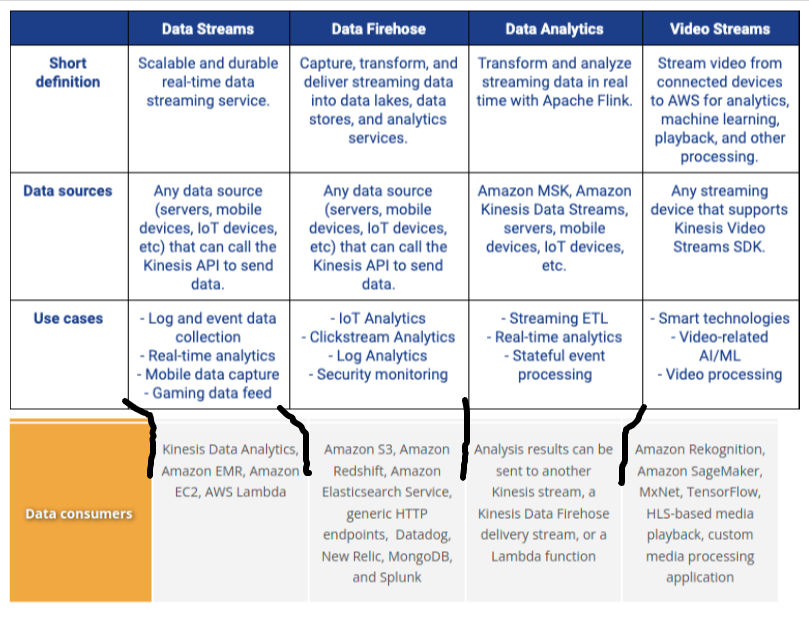 Data Streams
Data Firehose
Data Analytics
Video Streams
Short
definition
Scalable and durable
real-time data
streaming service.
Capture, transform, and
deliver streaming data
into data lakes, data
stores, and analytics
services.
Transform and analyze
streaming data in real
time with Apache Flink.
Stream video from
connected devices
to AWS for analytics,
machine learning,
playback, and other
processing.
Data sources
Any data source
(servers, mobile
devices, IoT devices,
etc) that can call the
Kinesis API to send
data.
Any data source
(servers, mobile
devices, IoT devices,
etc) that can call the
Kinesis API to send
data.
Amazon MSK, Amazon
Kinesis Data Streams,
servers, mobile
devices, IoT devices,
etc.
Any streaming
device that supports
Kinesis Video
Streams SDK.
Use cases
- Log and event data
collection
- Real-time analytics
- Mobile data capture
- Gaming data feed
- IoT Analytics
- Clickstream Analytics
- Log Analytics
- Security monitoring
- Streaming ETL
- Real-time analytics
- Stateful event
processing
- Smart technologies
- Video-related
AI/ML
- Video processing
Data consumers
Kinesis Data Analytics,
Amazon EMR, Amazon
EC2, AWS Lambda
Amazon S3, Amazon
Redshift, Amazon
Elasticsearch Service,
generic HTTP
endpoints, Datadog,
New Relic, MongoDB,
and Splunk
Analysis results can be
sent to another
Kinesis stream, a
Kinesis Data Firehose
delivery stream, or a
Lambda function
Amazon Rekognition,
Amazon SageMaker,
MxNet, TensorFlow,
HLS-based media
playback, custom
media processing
application